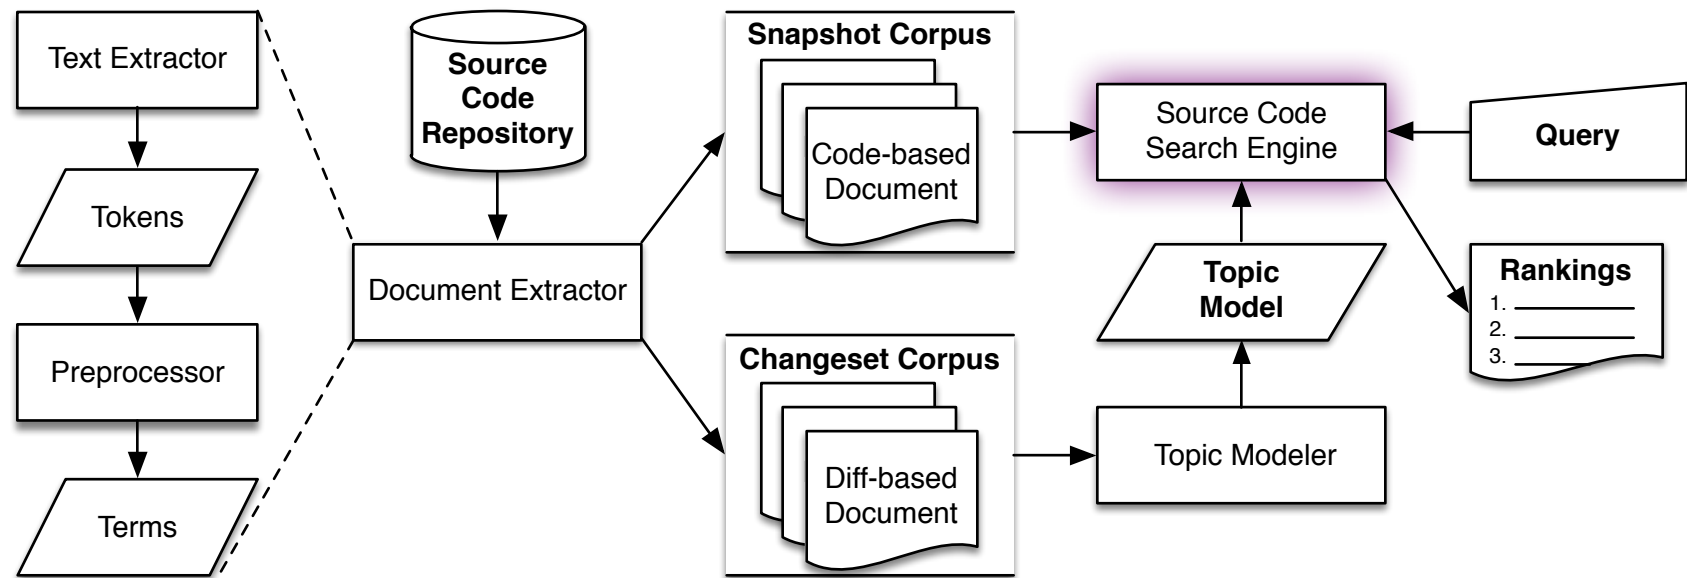 Text Extractor
Tokens
Preprocessor
Terms
Source
Code
Repository
Document Extractor
Snapshot Corpus
Code-based
Document
Changeset Corpus
Diff-based
Document
Source Code
Search Engine
Topic
Model
Topic Modeler
Query
Rankings
1.
2.
3.